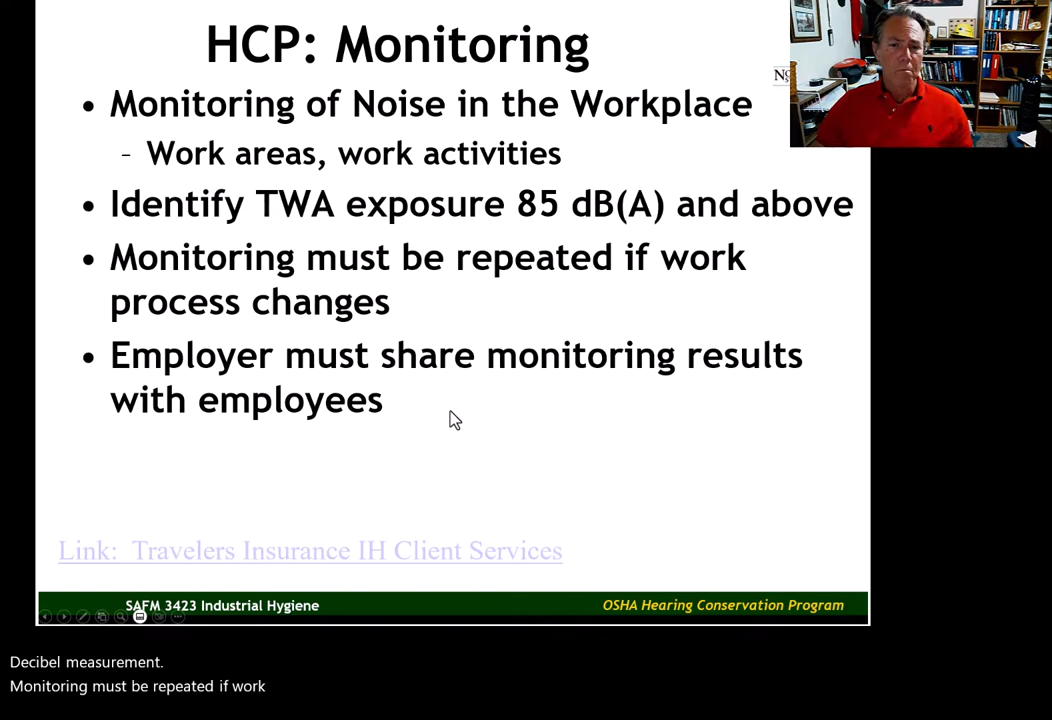 HCP: Monitoring
• Monitoring of Noise in the Workplace
– Work areas, work activities
• Identify TWA exposure 85 dB(A) and above
• Monitoring must be repeated if work
process changes
• Employer must share monitoring results
with employees
Link: Travelers Insurance IH Client Services
SAFM 3423 Industrial Hygiene
OSHA Hearing Conservation Program
Decibel measurement.
Monitoring must be repeated if work